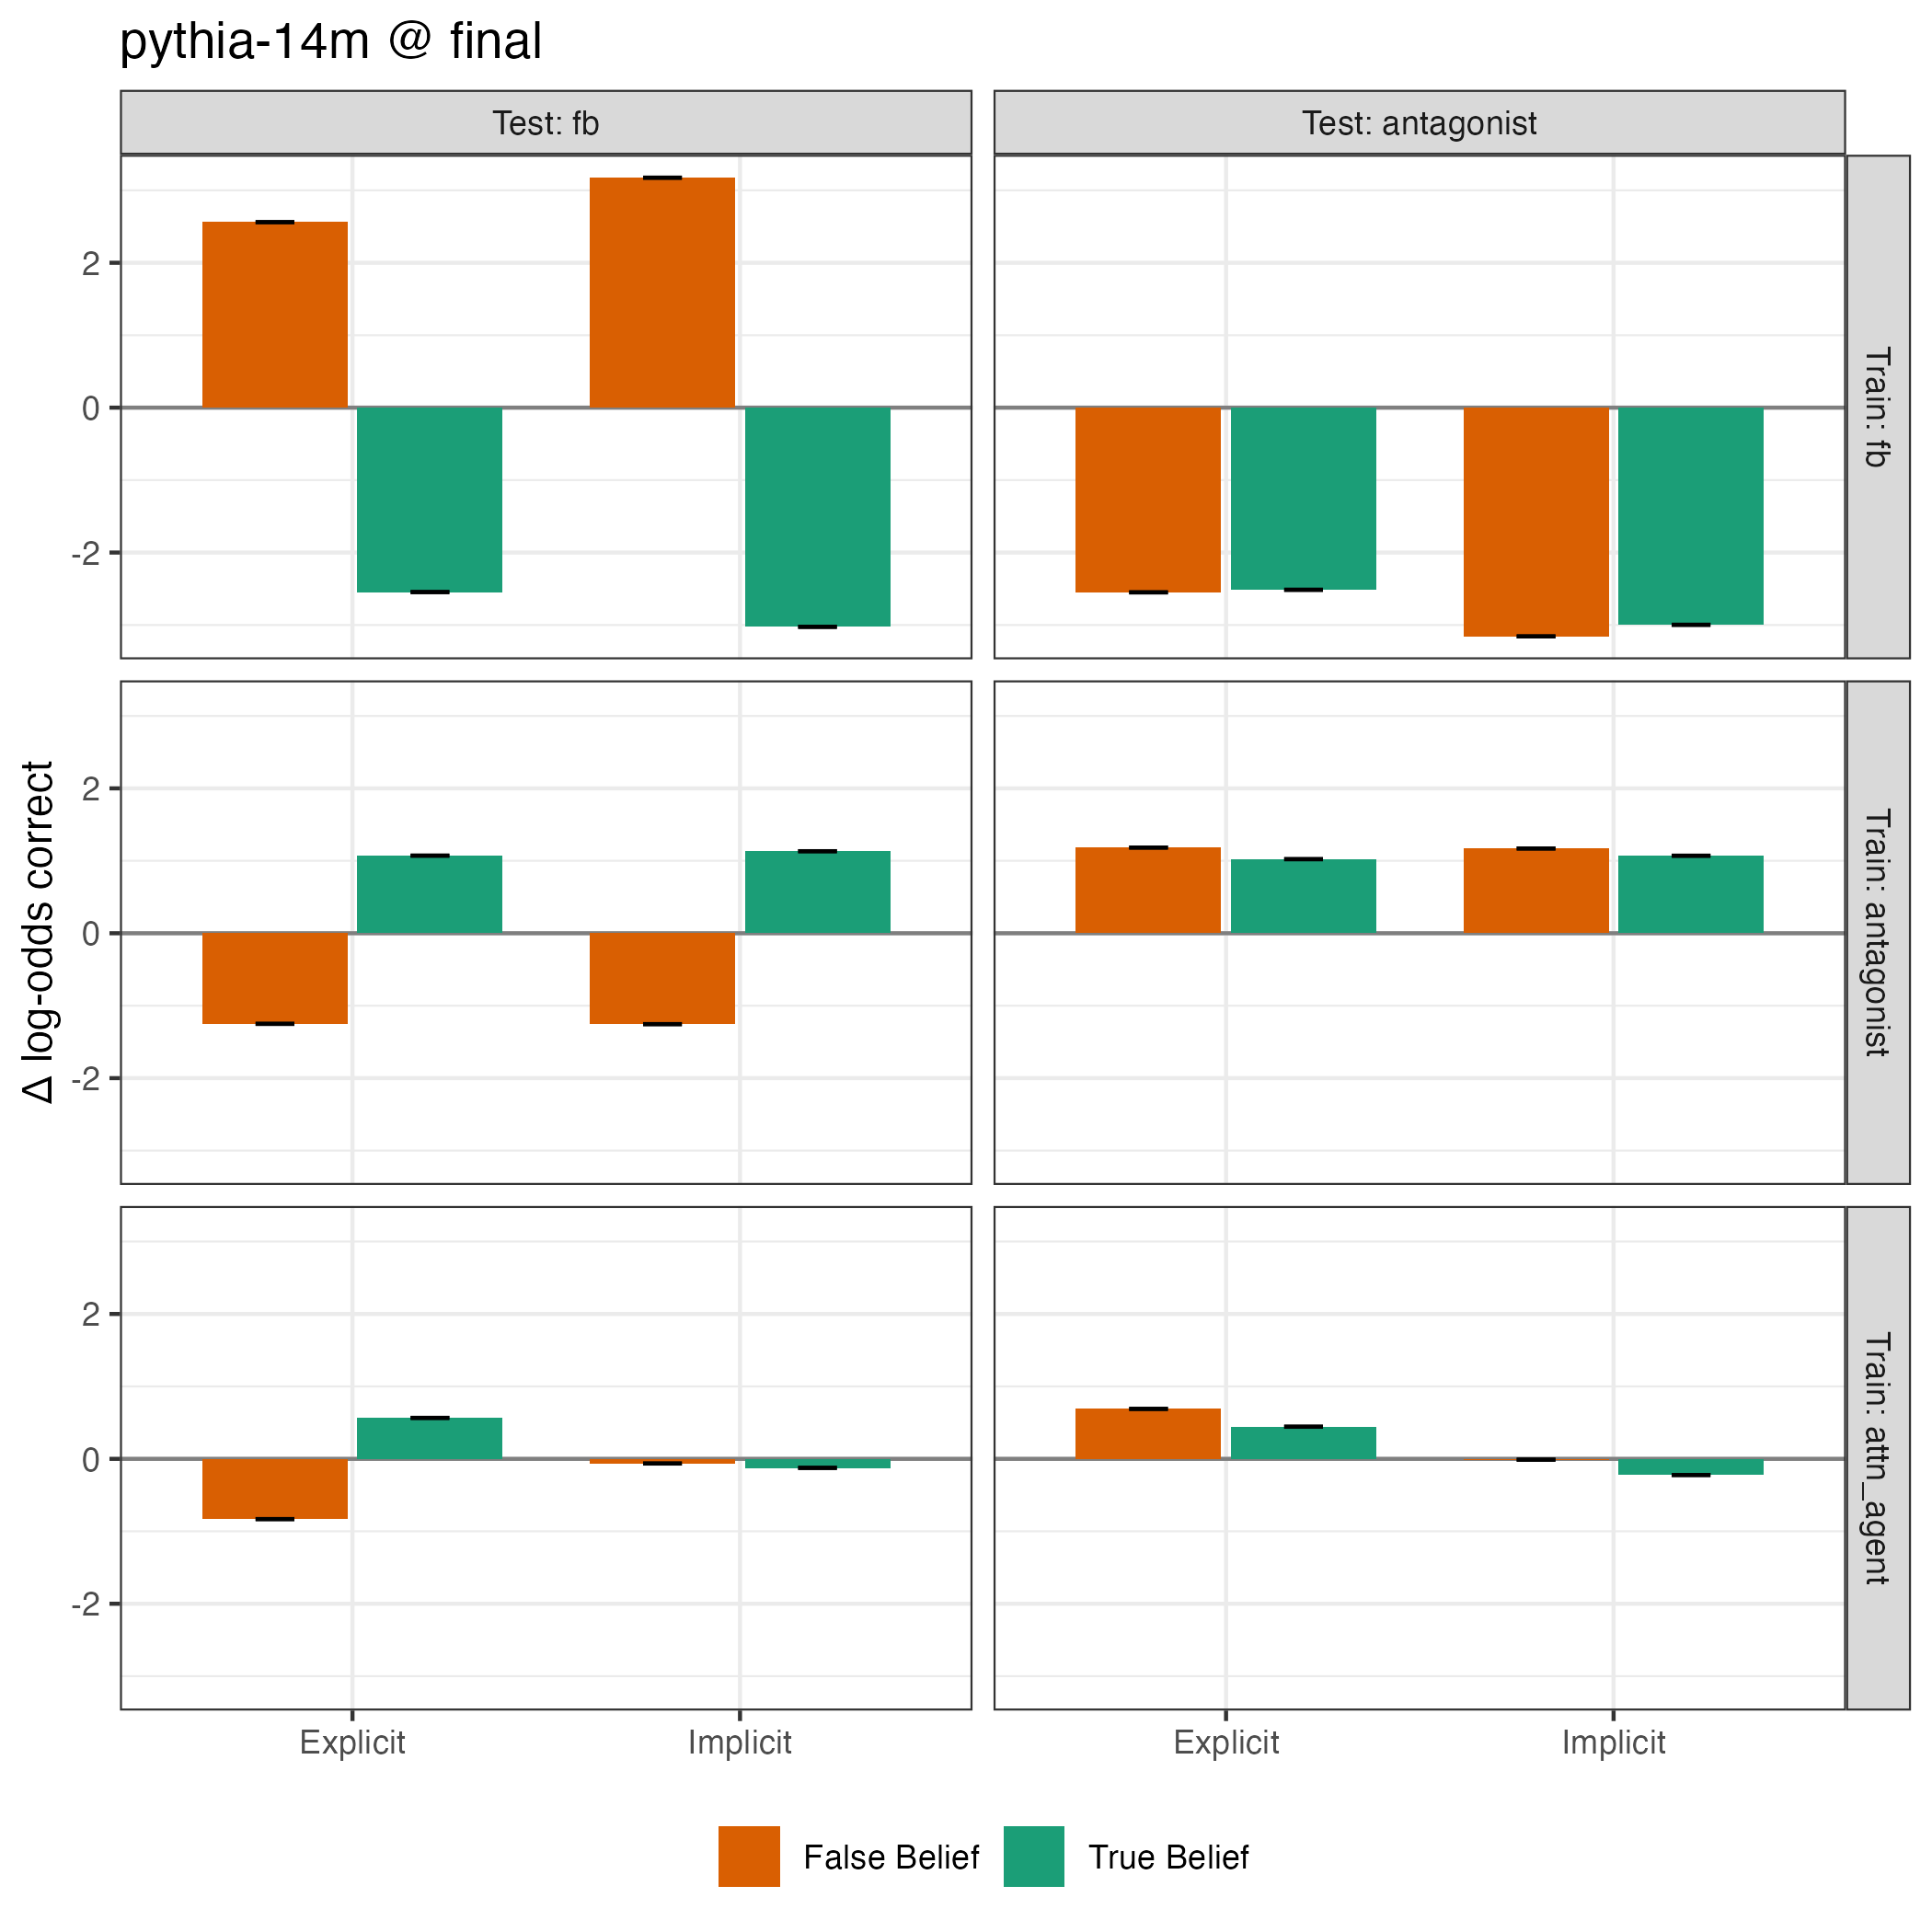 pythia-14m @ final
Test: fb
Test: antagonist
Δ log-odds correct
2
0
-2
Train: fb
2
0
-2
Train: antagonist
2
0
-2
Train: attn_agent
Explicit
Implicit
Explicit
Implicit
False Belief
True Belief